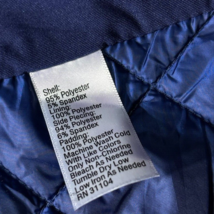 Shell:
95% Polyester
5% Spandex
Lining:
100% Polyester
Side Piecing:
94% Polyester
6% Spandex
Padding:
100% Polyester
Machine Wash Cold
With Like Colors
Only Non-Chlorine
Bleach As Needed
Tumble Dry Low
Low Iron As Needed
RN 31104